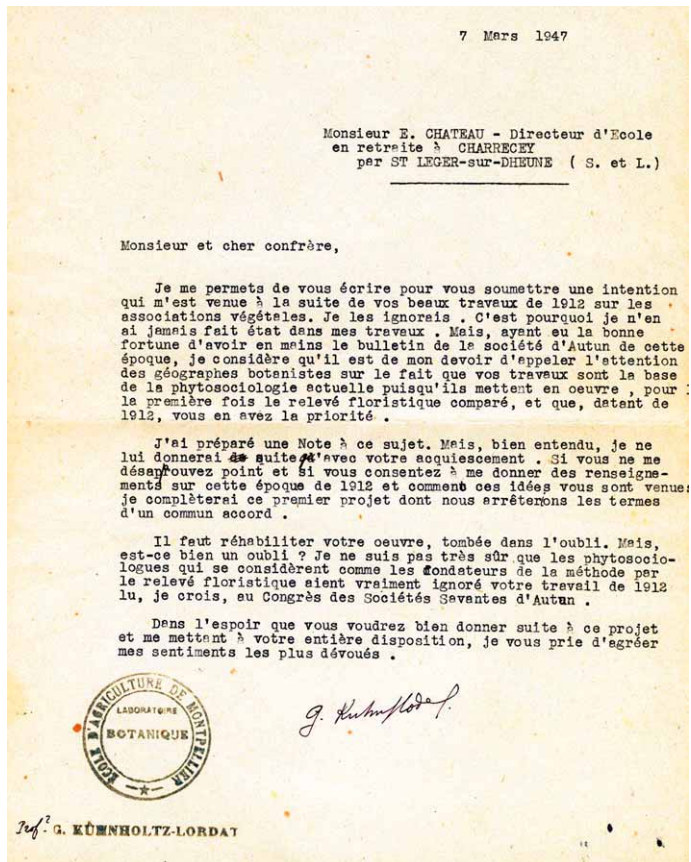 7 Mars 1947
Monsieur E. CHATEAU - Directeur d'Ecole
en retraite à CHARRECEY
par ST LEGER-sur-DHEUNE ( S. et L.)
Monsieur et cher confrère,
Je me permets de vous écrire pour vous soumettre une intention
qui m'est venue à la suite de vos beaux travaux de 1912 sur les
associations végétales. Je les ignorais . C'est pourquoi je n'en
ai jamais fait état dans mes travaux . Mais, ayant eu la bonne
fortune d'avoir en mains le bulletin de la société d'Autun de cette
époque, je considère qu'il est de mon devoir d'appeler l'attention
des géographes botanistes sur le fait que vos travaux sont la base
de la phytosociologie actuelle puisqu'ils mettent en oeuvre , pour
la première fois le relevé floristique comparé, et que, datant de
1912, vous en avez la priorité .
J'ai préparé une Note à ce sujet. Mais, bien entendu, je ne
lui donnerai suite qu'avec votre acquiescement . Si vous ne me
désaprouvez point et si vous consentez à me donner des renseigne-
ments sur cette époque de 1912 et comment ces idées vous sont venues
je complèterai ce premier projet dont nous arrêterons les termes
d'un commun accord .
Il faut réhabiliter votre oeuvre, tombée dans l'oubli. Mais,
est-ce bien un oubli ? Je ne suis pas très sûr que les phytosocio-
logues qui se considèrent comme les fondateurs de la méthode par
le relevé floristique aient vraiment ignoré votre travail de 1912
lu, je crois, au Congrès des Sociétés Savantes d'Autun .
Dans l'espoir que vous voudrez bien donner suite à ce projet
et me mettant à votre entière disposition, je vous prie d'agréer
mes sentiments les plus dévoués .
ÉCOLE D'AGRICULTURE DE MONTPELLIER
LABORATOIRE
BOTANIQUE
Prof. G. KÜHNHOLTZ-LORDAT